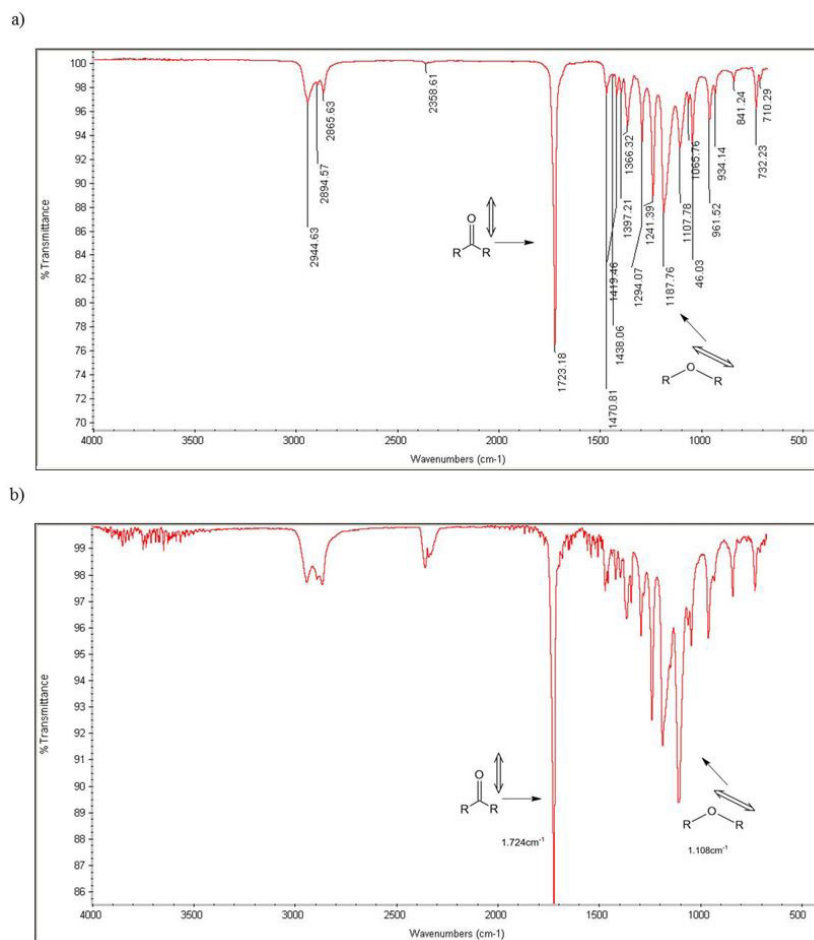 a)
% Transmittance
100
98
96
94
92
90
88
86
84
82
80
78
76
74
72
70
2944.63
2894.57
2865.63
2358.61
1723.18
1470.81
1438.06
1419.46
1397.21
1366.32
1294.07
1241.39
1187.76
1107.78
1065.76
46.03
961.52
934.14
841.24
732.23
710.29
O
R R
O
R R
4000 3000 2500 2000 1500 1000 500
Wavenumbers (cm-1)
b)
% Transmittance
99
98
97
96
95
94
93
92
91
90
89
88
87
86
O
R R
1.724cm-1
O
R R
1.108cm-1
4000 3500 3000 2500 2000 1500 1000 500
Wavenumbers (cm-1)